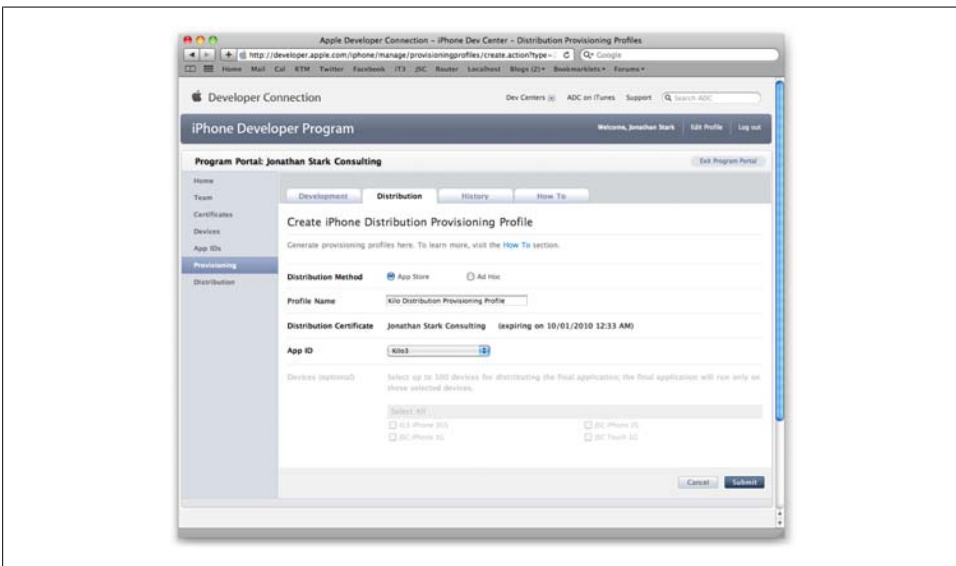 Apple Developer Connection – iPhone Dev Center – Distribution Provisioning Profiles
http://developer.apple.com/iphone/manage/provisioningprofiles/create.action?type=
Google
Home Mail Cal KTM Twitter Facebook IT3 JSC Router Localhost Blogs (2) Bookmarklets Forums
Developer Connection
Dev Centers ADC on iTunes Support Search ADC
iPhone Developer Program
Welcome, Jonathan Stark Edit Profile Log out
Program Portal: Jonathan Stark Consulting
Exit Program Portal
Home
Team
Certificates
Devices
App IDs
Provisioning
Distribution
Development Distribution History How To
Create iPhone Distribution Provisioning Profile
Generate provisioning profiles here. To learn more, visit the How To section.
Distribution Method App Store Ad Hoc
Profile Name Kilo Distribution Provisioning Profile
Distribution Certificate Jonathan Stark Consulting (expiring on 10/01/2010 12:33 AM)
App ID Kilo3
Devices (optional) Select up to 100 devices for distributing the final application; the final application will run only on
these selected devices.
Select All
iPhone 3GS JSC iPhone
JSC iPhone 3G JSC Touch
Cancel Submit